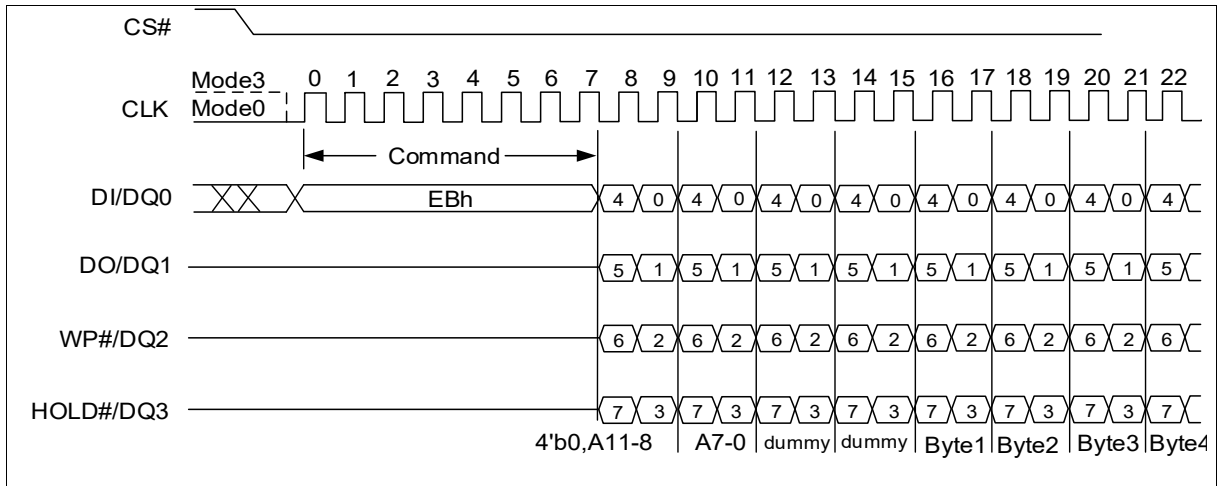 CS#
Mode3 0 1 2 3 4 5 6 7 8 9 10 11 12 13 14 15 16 17 18 19 20 21 22
CLK Mode0
Command
DI/DQ0 EBh 4 0 4 0 4 0 4 0 4 0 4 0 4 0 4
DO/DQ1 5 1 5 1 5 1 5 1 5 1 5 1 5 1 5
WP#/DQ2 6 2 6 2 6 2 6 2 6 2 6 2 6 2 6
HOLD#/DQ3 7 3 7 3 7 3 7 3 7 3 7 3 7 3 7
4'b0,A11-8 A7-0 dummy dummy Byte1 Byte2 Byte3 Byte4